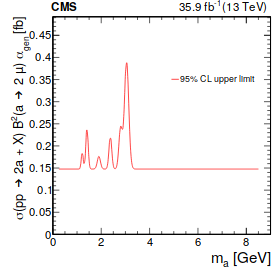 CMS 35.9 fb⁻¹(13 TeV)
σ(pp → 2a + X) B²(a → 2 μ) α_gen [fb]
0.45
0.4
0.35
0.3
0.25
0.2
0.15
0.1
0.05
0
95% CL upper limit
0 2 4 6 8
mₐ [GeV]